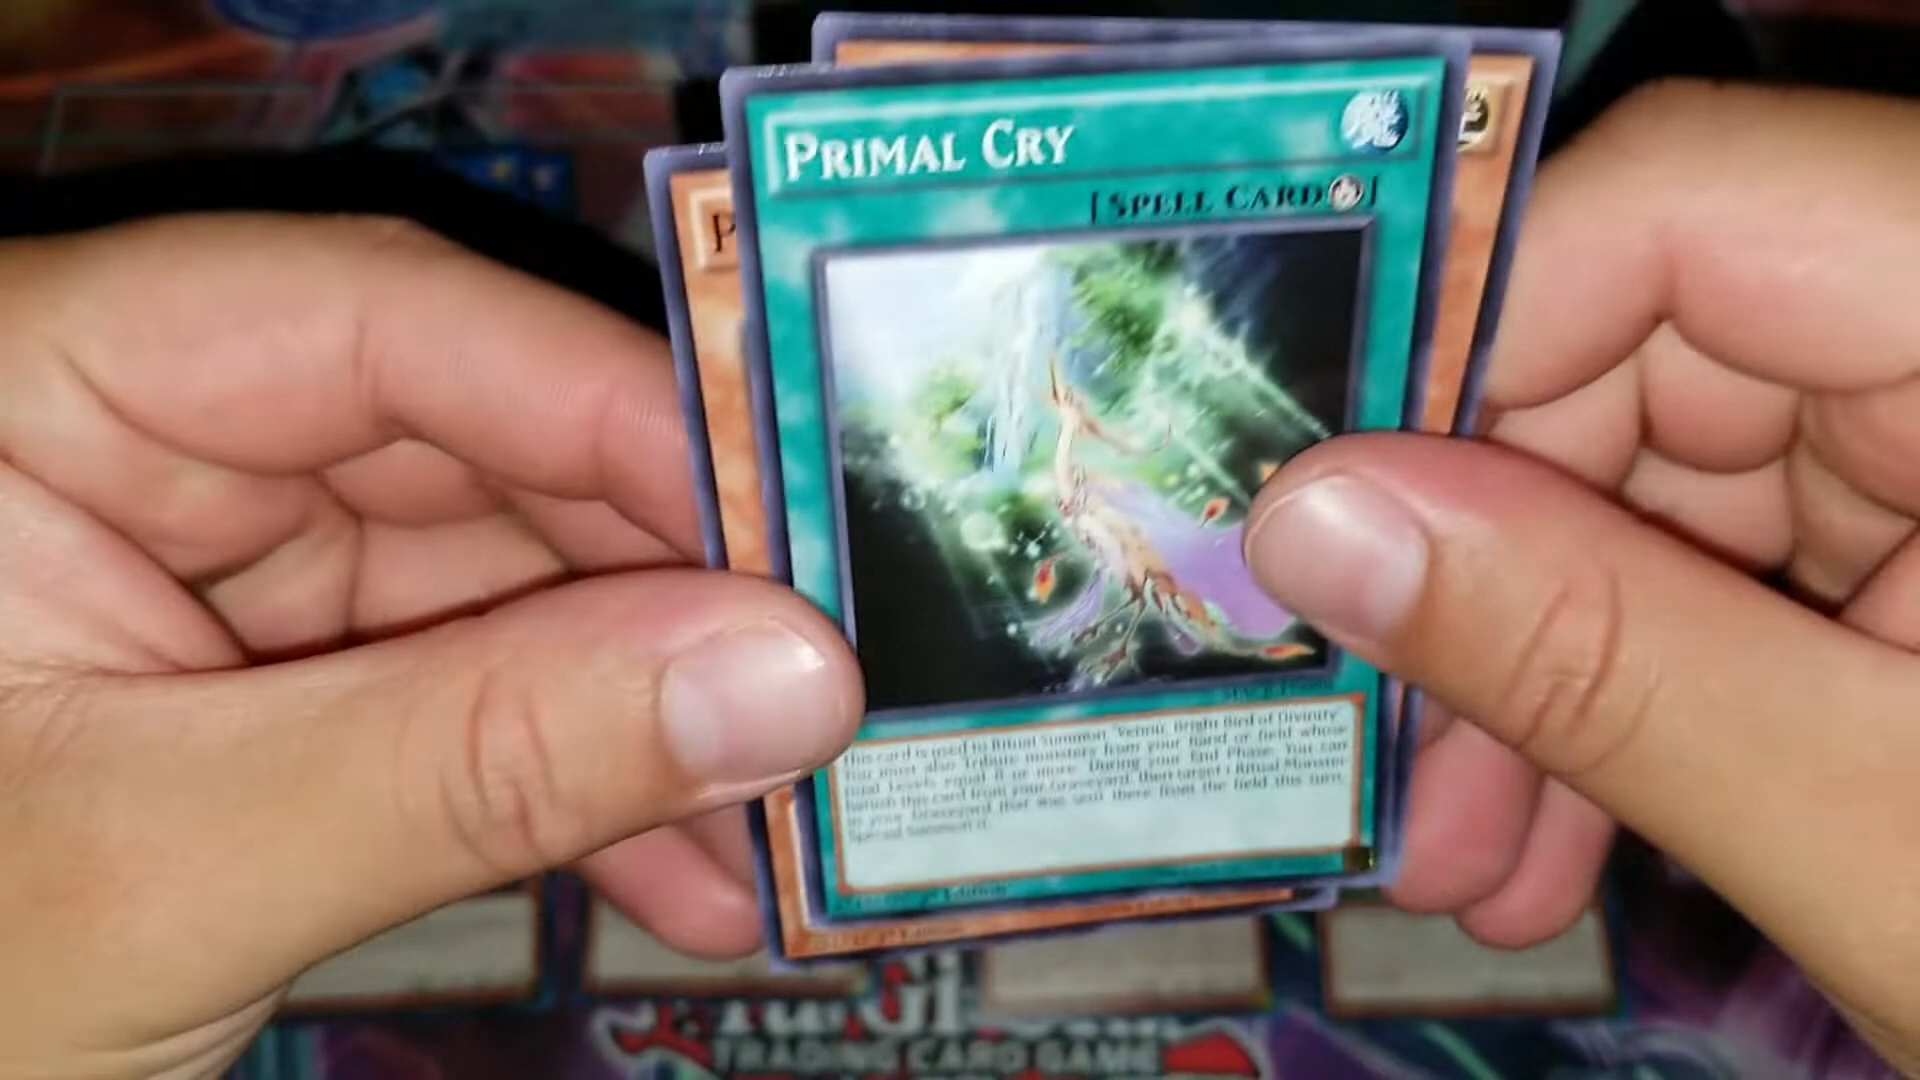 PRIMAL CRY
[SPELL CARD]
P
This card is used to Ritual Summon "Vennu, Bright Bird of Divinity".
You must also Tribute monsters from your hand or field whose
total Levels equal 8 or more. During your End Phase: You can
banish this card from your Graveyard, then target 1 Ritual Monster
in your Graveyard that was sent there from the field this turn;
Special Summon it.
Edition
Edition
TRADING CARD GAME